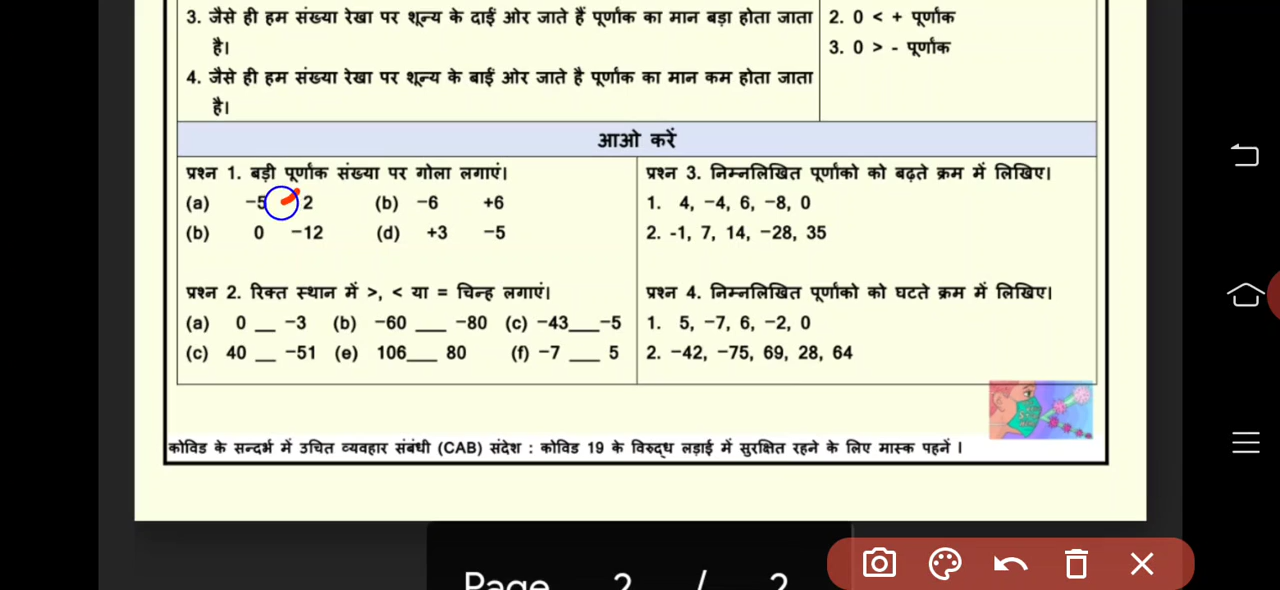 3. जैसे ही हम संख्या रेखा पर शून्य के दाईं ओर जाते हैं पूर्णांक का मान बड़ा होता जाता
है।
4. जैसे ही हम संख्या रेखा पर शून्य के बाईं ओर जाते है पूर्णांक का मान कम होता जाता
है।
2. 0 < + पूर्णांक
3. 0 > - पूर्णांक
आओ करें
प्रश्न 1. बड़ी पूर्णांक संख्या पर गोला लगाएं।
(a) −5 2 (b) −6 +6
(b) 0 −12 (d) +3 −5
प्रश्न 2. रिक्त स्थान में >, < या = चिन्ह लगाएं।
(a) 0 __ −3 (b) −60 ___ −80 (c) −43___−5
(c) 40 __ −51 (e) 106___ 80 (f) −7 ___ 5
प्रश्न 3. निम्नलिखित पूर्णांको को बढ़ते क्रम में लिखिए।
1. 4, −4, 6, −8, 0
2. -1, 7, 14, −28, 35
प्रश्न 4. निम्नलिखित पूर्णांको को घटते क्रम में लिखिए।
1. 5, −7, 6, −2, 0
2. −42, −75, 69, 28, 64
कोविड के सन्दर्भ में उचित व्यवहार संबंधी (CAB) संदेश : कोविड 19 के विरुद्ध लड़ाई में सुरक्षित रहने के लिए मास्क पहनें ।
Page 2 / 2